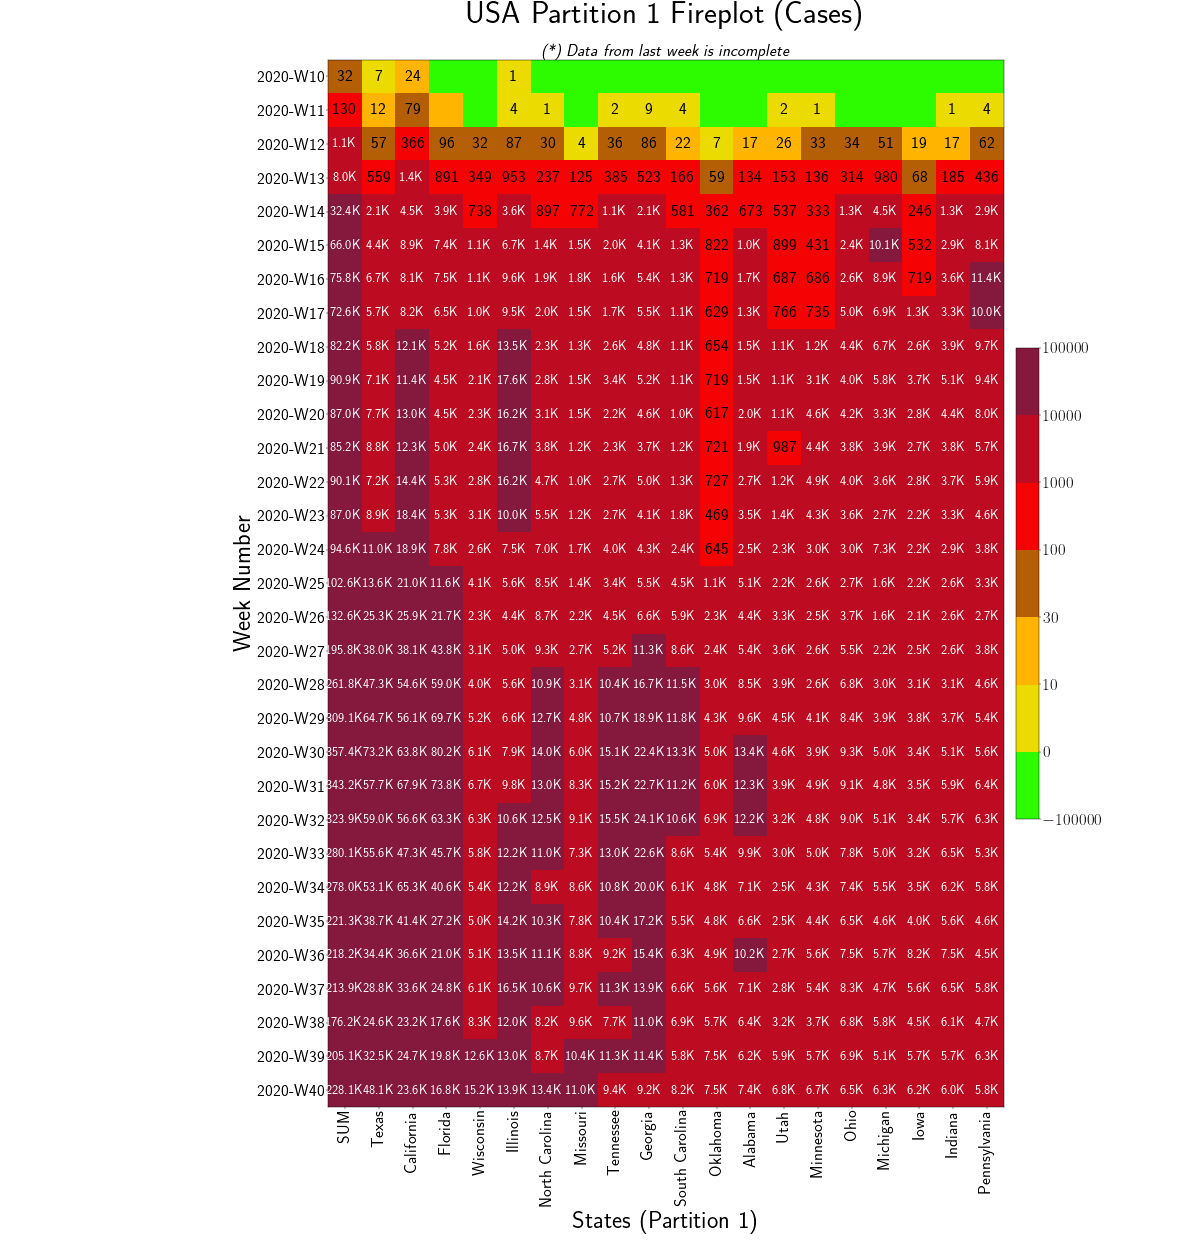 USA Partition 1 Fireplot (Cases)
(*) Data from last week is incomplete
2020-W10 32 7 24 1
2020-W11 130 12 79 4 1 2 9 4 2 1 1 4
2020-W12 1.1K 57 366 96 32 87 30 4 36 86 22 7 17 26 33 34 51 19 17 62
2020-W13 8.0K 559 1.4K 891 349 953 237 125 385 523 166 59 134 153 136 314 980 68 185 436
2020-W14 32.4K 2.1K 4.5K 3.9K 738 3.6K 897 772 1.1K 2.1K 581 362 673 537 333 1.3K 4.5K 246 1.3K 2.9K
2020-W15 66.0K 4.4K 8.9K 7.4K 1.1K 6.7K 1.4K 1.5K 2.0K 4.1K 1.3K 822 1.0K 899 431 2.4K 10.1K 532 2.9K 8.1K
2020-W16 75.8K 6.7K 8.1K 7.5K 1.1K 9.6K 1.9K 1.8K 1.6K 5.4K 1.3K 719 1.7K 687 686 2.6K 8.9K 719 3.6K 11.4K
2020-W17 72.6K 5.7K 8.2K 6.5K 1.0K 9.5K 2.0K 1.5K 1.7K 5.5K 1.1K 629 1.3K 766 735 5.0K 6.9K 1.3K 3.3K 10.0K
2020-W18 82.2K 5.8K 12.1K 5.2K 1.6K 13.5K 2.3K 1.3K 2.6K 4.8K 1.1K 654 1.5K 1.1K 1.2K 4.4K 6.7K 2.6K 3.9K 9.7K
2020-W19 90.9K 7.1K 11.4K 4.5K 2.1K 17.6K 2.8K 1.5K 3.4K 5.2K 1.1K 719 1.5K 1.1K 3.1K 4.0K 5.8K 3.7K 5.1K 9.4K
2020-W20 87.0K 7.7K 13.0K 4.5K 2.3K 16.2K 3.1K 1.5K 2.2K 4.6K 1.0K 617 2.0K 1.1K 4.6K 4.2K 3.3K 2.8K 4.4K 8.0K
2020-W21 85.2K 8.8K 12.3K 5.0K 2.4K 16.7K 3.8K 1.2K 2.3K 3.7K 1.2K 721 1.9K 987 4.4K 3.8K 3.9K 2.7K 3.8K 5.7K
2020-W22 90.1K 7.2K 14.4K 5.3K 2.8K 16.2K 4.7K 1.0K 2.7K 5.0K 1.3K 727 2.7K 1.2K 4.9K 4.0K 3.6K 2.8K 3.7K 5.9K
2020-W23 87.0K 8.9K 18.4K 5.3K 3.1K 10.0K 5.5K 1.2K 2.7K 4.1K 1.8K 469 3.5K 1.4K 4.3K 3.6K 2.7K 2.2K 3.3K 4.6K
2020-W24 94.6K 11.0K 18.9K 7.8K 2.6K 7.5K 7.0K 1.7K 4.0K 4.3K 2.4K 645 2.5K 2.3K 3.0K 3.0K 7.3K 2.2K 2.9K 3.8K
2020-W25 102.6K 13.6K 21.0K 11.6K 4.1K 5.6K 8.5K 1.4K 3.4K 5.5K 4.5K 1.1K 5.1K 2.2K 2.6K 2.7K 1.6K 2.2K 2.6K 3.3K
2020-W26 132.6K 25.3K 25.9K 21.7K 2.3K 4.4K 8.7K 2.2K 4.5K 6.6K 5.9K 2.3K 4.4K 3.3K 2.5K 3.7K 1.6K 2.1K 2.6K 2.7K
2020-W27 195.8K 38.0K 38.1K 43.8K 3.1K 5.0K 9.3K 2.7K 5.2K 11.3K 8.6K 2.4K 5.4K 3.6K 2.6K 5.5K 2.2K 2.5K 2.6K 3.8K
2020-W28 261.8K 47.3K 54.6K 59.0K 4.0K 5.6K 10.9K 3.1K 10.4K 16.7K 11.5K 3.0K 8.5K 3.9K 2.6K 6.8K 3.0K 3.1K 3.1K 4.6K
2020-W29 309.1K 64.7K 56.1K 69.7K 5.2K 6.6K 12.7K 4.8K 10.7K 18.9K 11.8K 4.3K 9.6K 4.5K 4.1K 8.4K 3.9K 3.8K 3.7K 5.4K
2020-W30 357.4K 73.2K 63.8K 80.2K 6.1K 7.9K 14.0K 6.0K 15.1K 22.4K 13.3K 5.0K 13.4K 4.6K 3.9K 9.3K 5.0K 3.4K 5.1K 5.6K
2020-W31 343.2K 57.7K 67.9K 73.8K 6.7K 9.8K 13.0K 8.3K 15.2K 22.7K 11.2K 6.0K 12.3K 3.9K 4.9K 9.1K 4.8K 3.5K 5.9K 6.4K
2020-W32 323.9K 59.0K 56.6K 63.3K 6.3K 10.6K 12.5K 9.1K 15.5K 24.1K 10.6K 6.9K 12.2K 3.2K 4.8K 9.0K 5.1K 3.4K 5.7K 6.3K
2020-W33 280.1K 55.6K 47.3K 45.7K 5.8K 12.2K 11.0K 7.3K 13.0K 22.6K 8.6K 5.4K 9.9K 3.0K 5.0K 7.8K 5.0K 3.2K 6.5K 5.3K
2020-W34 278.0K 53.1K 65.3K 40.6K 5.4K 12.2K 8.9K 8.6K 10.8K 20.0K 6.1K 4.8K 7.1K 2.5K 4.3K 7.4K 5.5K 3.5K 6.2K 5.8K
2020-W35 221.3K 38.7K 41.4K 27.2K 5.0K 14.2K 10.3K 7.8K 10.4K 17.2K 5.5K 4.8K 6.6K 2.5K 4.4K 6.5K 4.6K 4.0K 5.6K 4.6K
2020-W36 218.2K 34.4K 36.6K 21.0K 5.1K 13.5K 11.1K 8.8K 9.2K 15.4K 6.3K 4.9K 10.2K 2.7K 5.6K 7.5K 5.7K 8.2K 7.5K 4.5K
2020-W37 213.9K 28.8K 33.6K 24.8K 6.1K 16.5K 10.6K 9.7K 11.3K 13.9K 6.6K 5.6K 7.1K 2.8K 5.4K 8.3K 4.7K 5.6K 6.5K 5.8K
2020-W38 176.2K 24.6K 23.2K 17.6K 8.3K 12.0K 8.2K 9.6K 7.7K 11.0K 6.9K 5.7K 6.4K 3.2K 3.7K 6.8K 5.8K 4.5K 6.1K 4.7K
2020-W39 205.1K 32.5K 24.7K 19.8K 12.6K 13.0K 8.7K 10.4K 11.3K 11.4K 5.8K 7.5K 6.2K 5.9K 5.7K 6.9K 5.1K 5.7K 5.7K 6.3K
2020-W40 228.1K 48.1K 23.6K 16.8K 15.2K 13.9K 13.4K 11.0K 9.4K 9.2K 8.2K 7.5K 7.4K 6.8K 6.7K 6.5K 6.3K 6.2K 6.0K 5.8K
Week Number
SUM
Texas
California
Florida
Wisconsin
Illinois
North Carolina
Missouri
Tennessee
Georgia
South Carolina
Oklahoma
Alabama
Utah
Minnesota
Ohio
Michigan
Iowa
Indiana
Pennsylvania
States (Partition 1)
100000
10000
1000
100
30
10
0
−100000